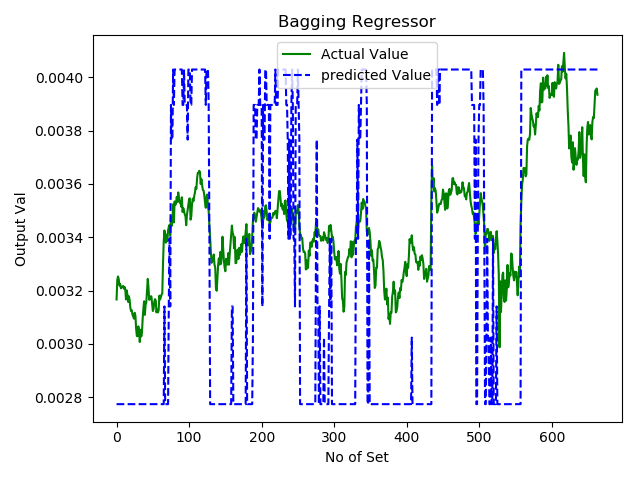 Bagging Regressor
Actual Value
predicted Value
0.0040
0.0038
0.0036
0.0034
0.0032
0.0030
0.0028
Output Val
0 100 200 300 400 500 600
No of Set